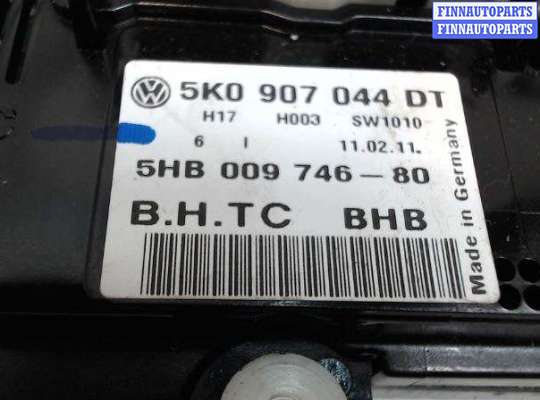 FINNAUTOPARTS
FINNAUTOPARTS
5K0 907 044 DT
H17 H003 SW1010
6 I 11.02.11.
5HB 009 746-80
B.H.TC BHB
Made in Germany